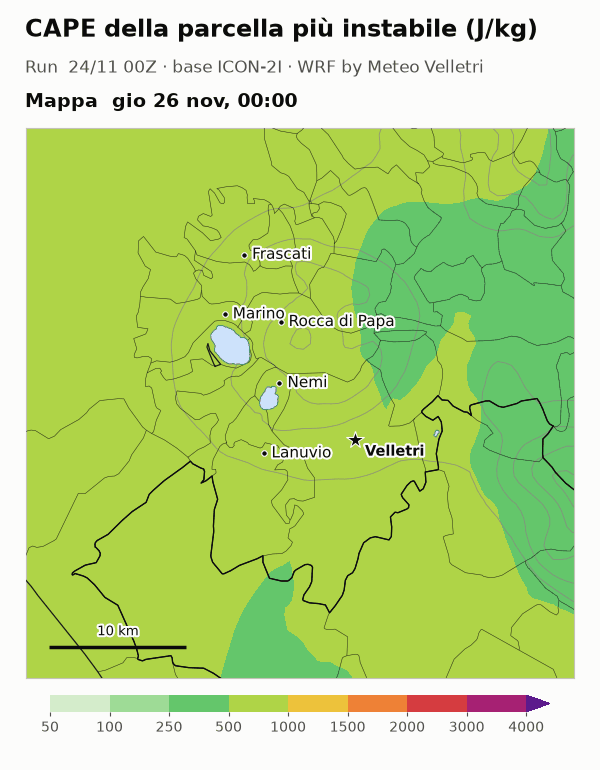 CAPE della parcella più instabile (J/kg)
Run  24/11 00Z · base ICON-2I · WRF by Meteo Velletri
Mappa  gio 26 nov, 00:00
Frascati
Marino
Rocca di Papa
Nemi
Velletri
Lanuvio
10 km
50 100 250 500 1000 1500 2000 3000 4000